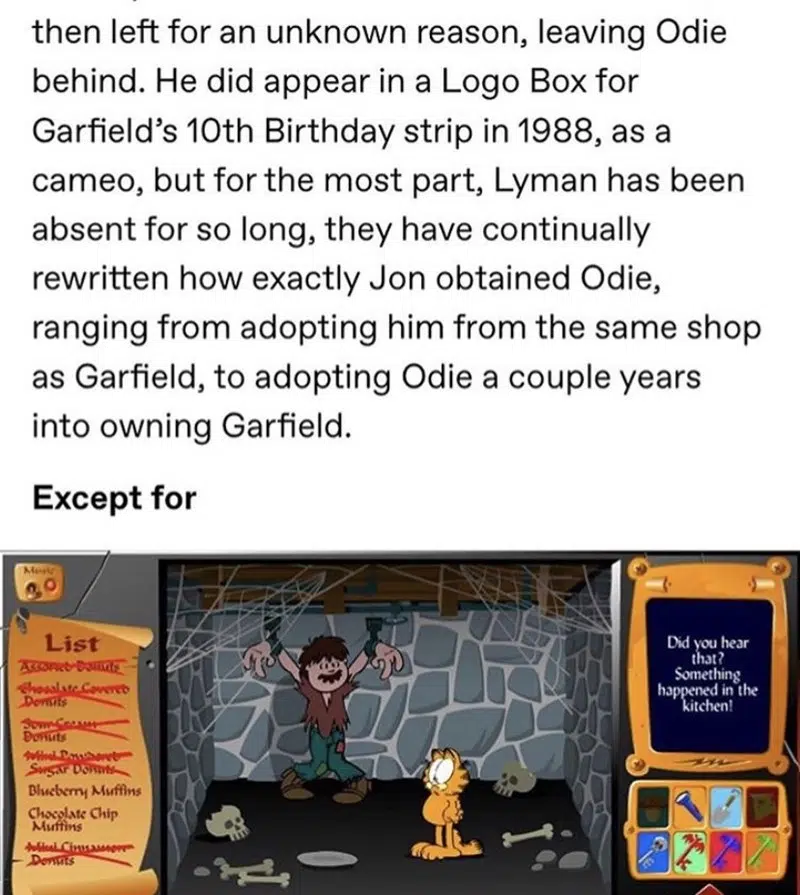 then left for an unknown reason, leaving Odie
behind. He did appear in a Logo Box for
Garfield’s 10th Birthday strip in 1988, as a
cameo, but for the most part, Lyman has been
absent for so long, they have continually
rewritten how exactly Jon obtained Odie,
ranging from adopting him from the same shop
as Garfield, to adopting Odie a couple years
into owning Garfield.
Except for
Music
List
Assorted Donuts
Chocolate Covered
Donuts
Sour Cream
Donuts
Mini Powdered
Sugar Donuts
Blueberry Muffins
Chocolate Chip
Muffins
Mini Cinnamon
Donuts
Did you hear
that?
Something
happened in the
kitchen!